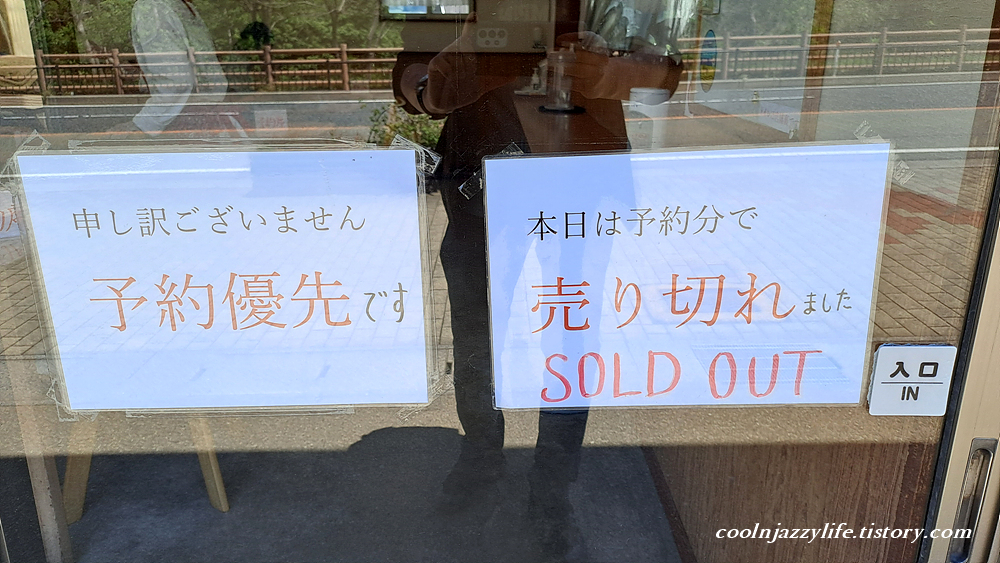 申し訳ございません
予約優先です
本日は予約分で
売り切れました
SOLD OUT
入口
IN
coolnjazzylife.tistory.com